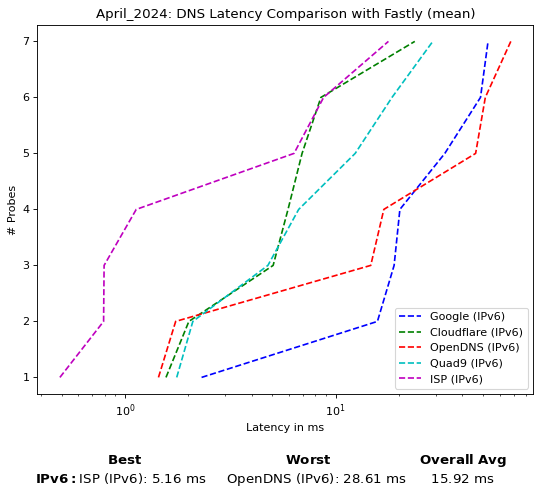 April_2024: DNS Latency Comparison with Fastly (mean)
# Probes
7
6
5
4
3
2
1
Google (IPv6)
Cloudflare (IPv6)
OpenDNS (IPv6)
Quad9 (IPv6)
ISP (IPv6)
10⁰ 10¹
Latency in ms
Best Worst Overall Avg
IPv6: ISP (IPv6): 5.16 ms OpenDNS (IPv6): 28.61 ms 15.92 ms